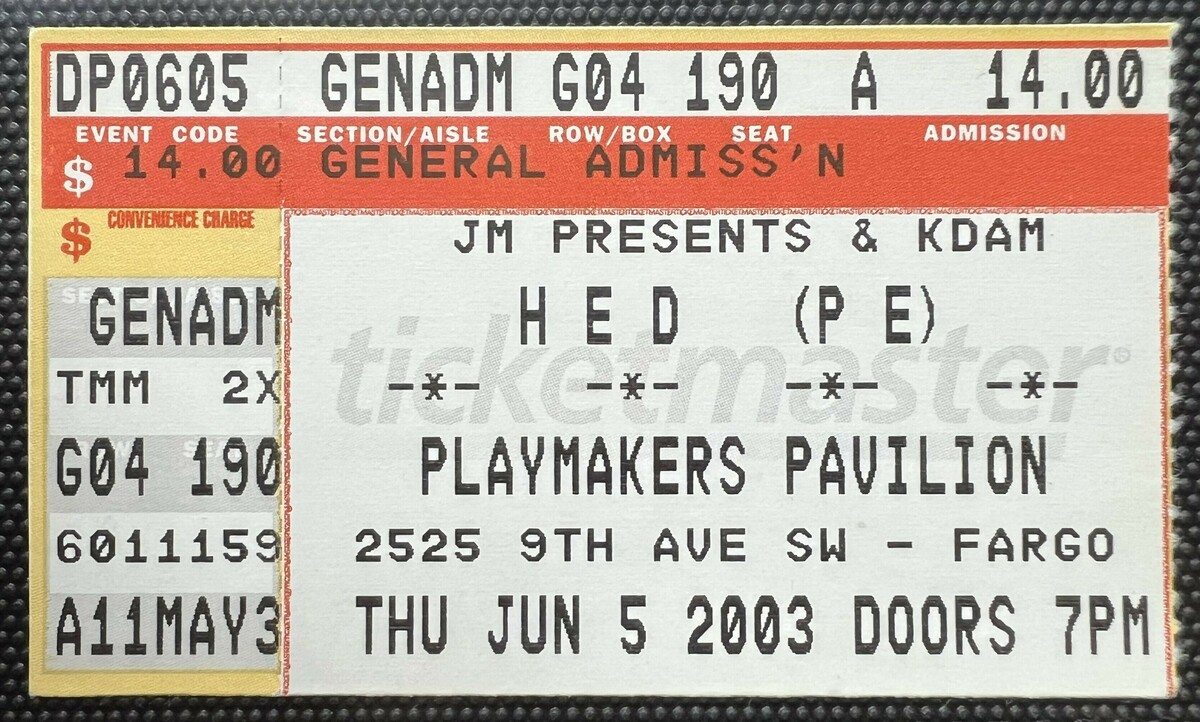 DP0605 GENADM G04 190 A 14.00
EVENT CODE SECTION/AISLE ROW/BOX SEAT ADMISSION
$ 14.00 GENERAL ADMISS'N
$ CONVENIENCE CHARGE
JM PRESENTS & KDAM
GENADM H E D (P E)
ticketmaster®
TMM 2X -*- -*- -*- -*-
G04 190 PLAYMAKERS PAVILION
6011159 2525 9TH AVE SW - FARGO
A11MAY3 THU JUN 5 2003 DOORS 7PM